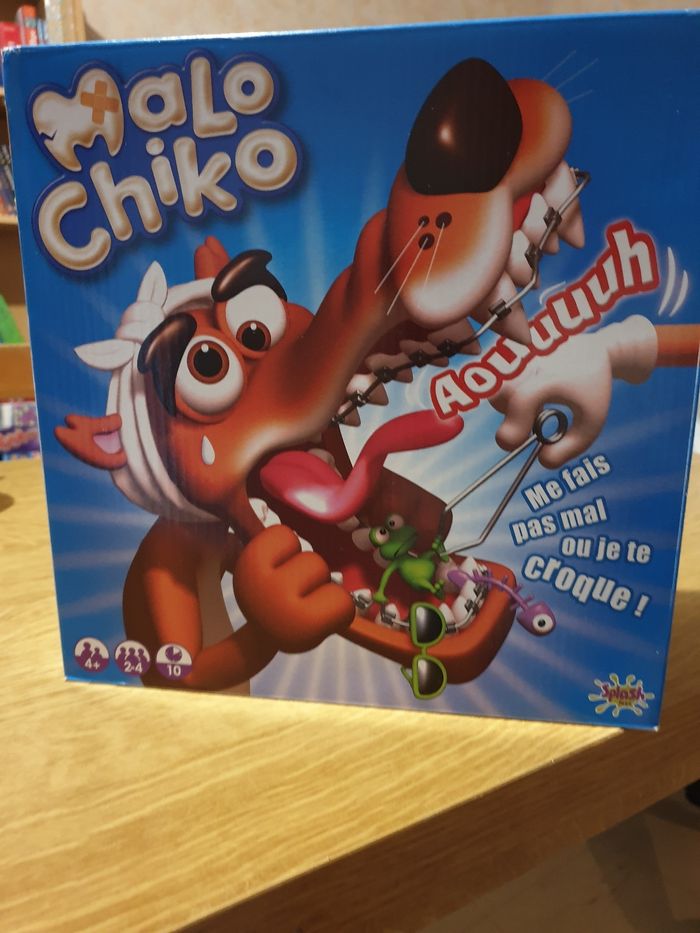 Malo
Chiko
Aouuuuh
Me fais
pas mal
ou je te
croque !
4+
2-4
10
Splash